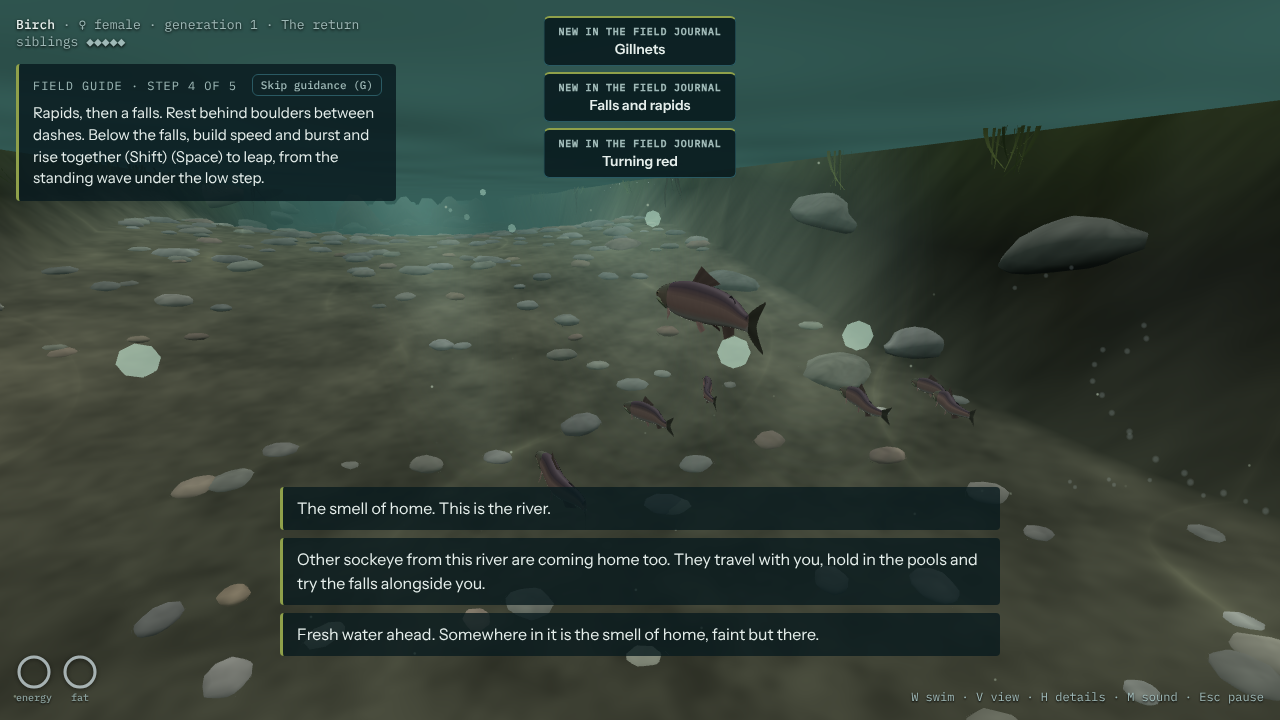 Birch · ♀ female · generation 1 · The return
siblings ◆◆◆◆◆
FIELD GUIDE · STEP 4 OF 5
Skip guidance (G)
Rapids, then a falls. Rest behind boulders between
dashes. Below the falls, build speed and burst and
rise together (Shift) (Space) to leap, from the
standing wave under the low step.
NEW IN THE FIELD JOURNAL
Gillnets
NEW IN THE FIELD JOURNAL
Falls and rapids
NEW IN THE FIELD JOURNAL
Turning red
The smell of home. This is the river.
Other sockeye from this river are coming home too. They travel with you, hold in the pools and
try the falls alongside you.
Fresh water ahead. Somewhere in it is the smell of home, faint but there.
energy
fat
W swim · V view · H details · M sound · Esc pause